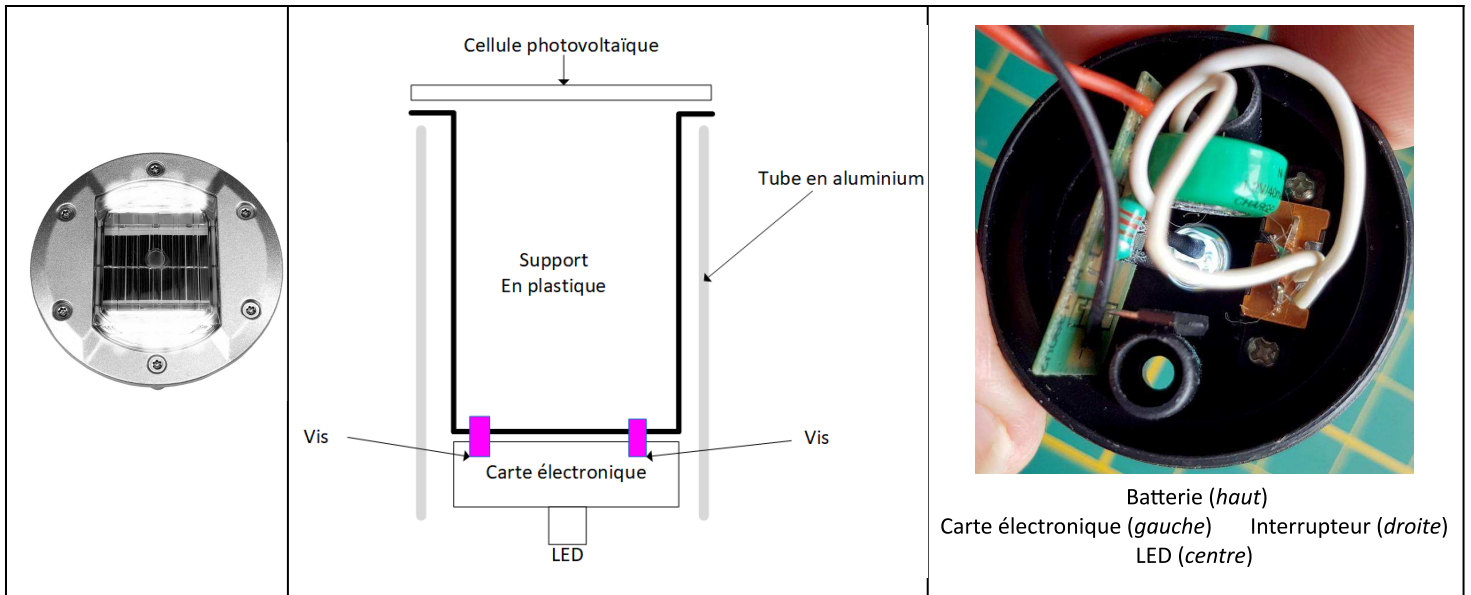 Cellule photovoltaïque
Tube en aluminium
Support
En plastique
Vis
Vis
Carte électronique
LED
Batterie (haut)
Carte électronique (gauche) Interrupteur (droite)
LED (centre)